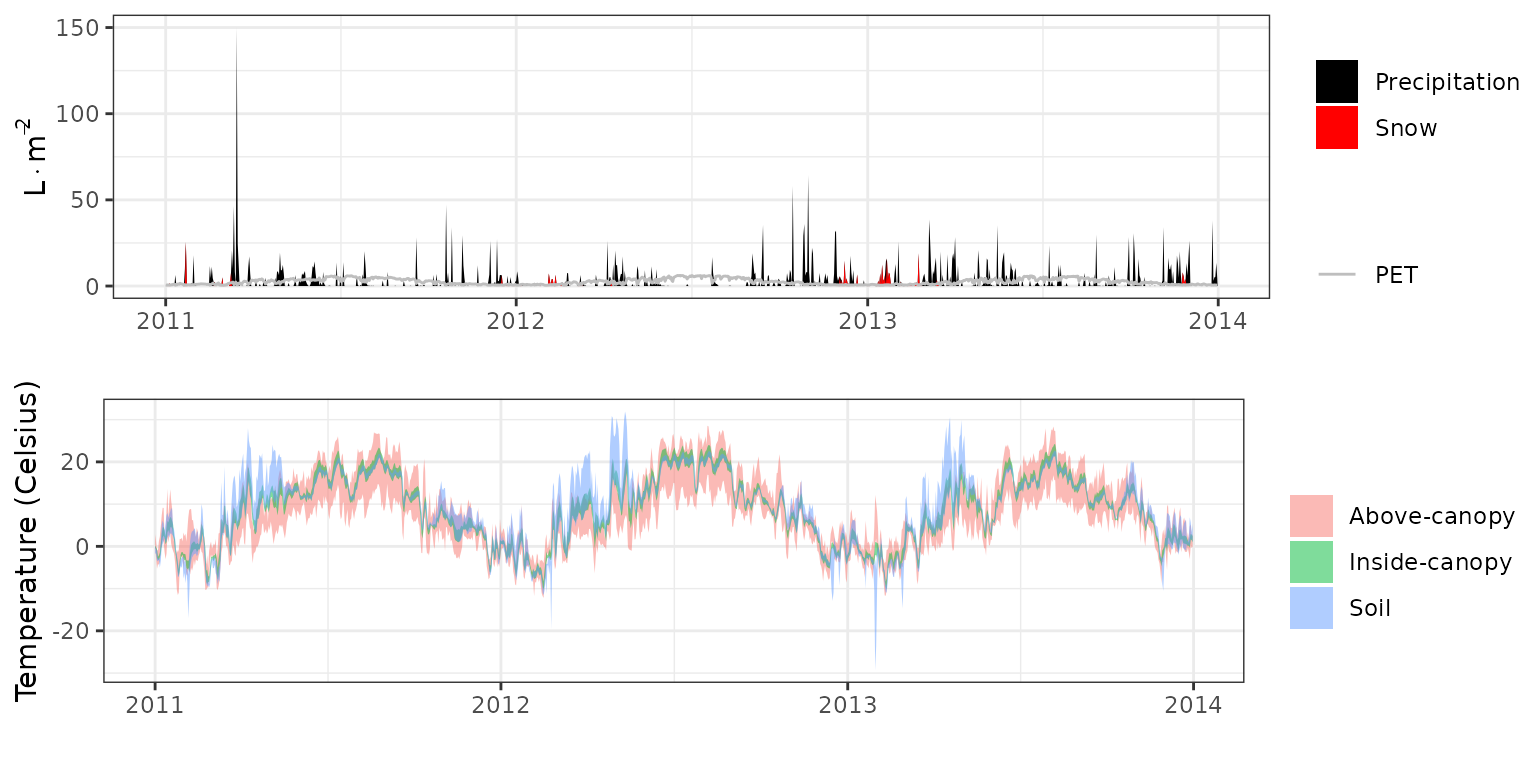 150
100
50
0
L · m⁻²
2011
2012
2013
2014
Precipitation
Snow
PET
Temperature (Celsius)
20
0
-20
2011
2012
2013
2014
Above-canopy
Inside-canopy
Soil